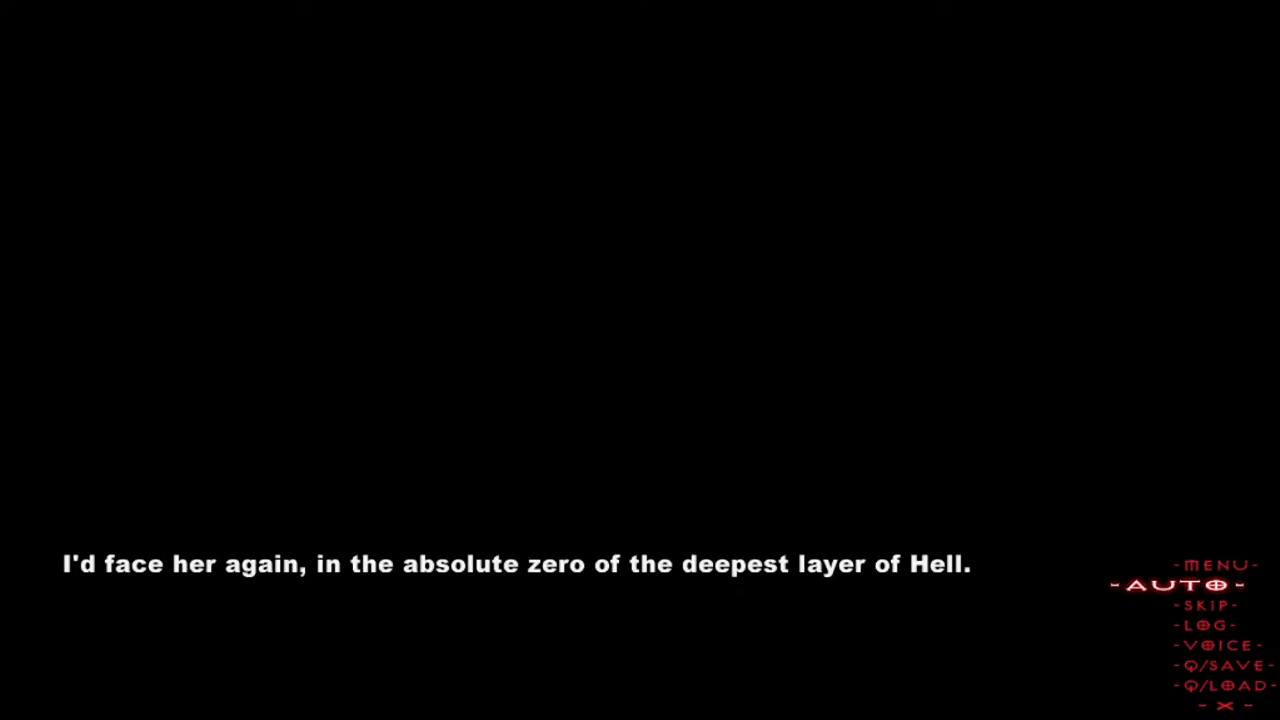 I'd face her again, in the absolute zero of the deepest layer of Hell.
-MENU-
-AUTO-
-SKIP-
-LOG-
-VOICE-
-Q/SAVE-
-Q/LOAD-
-X-